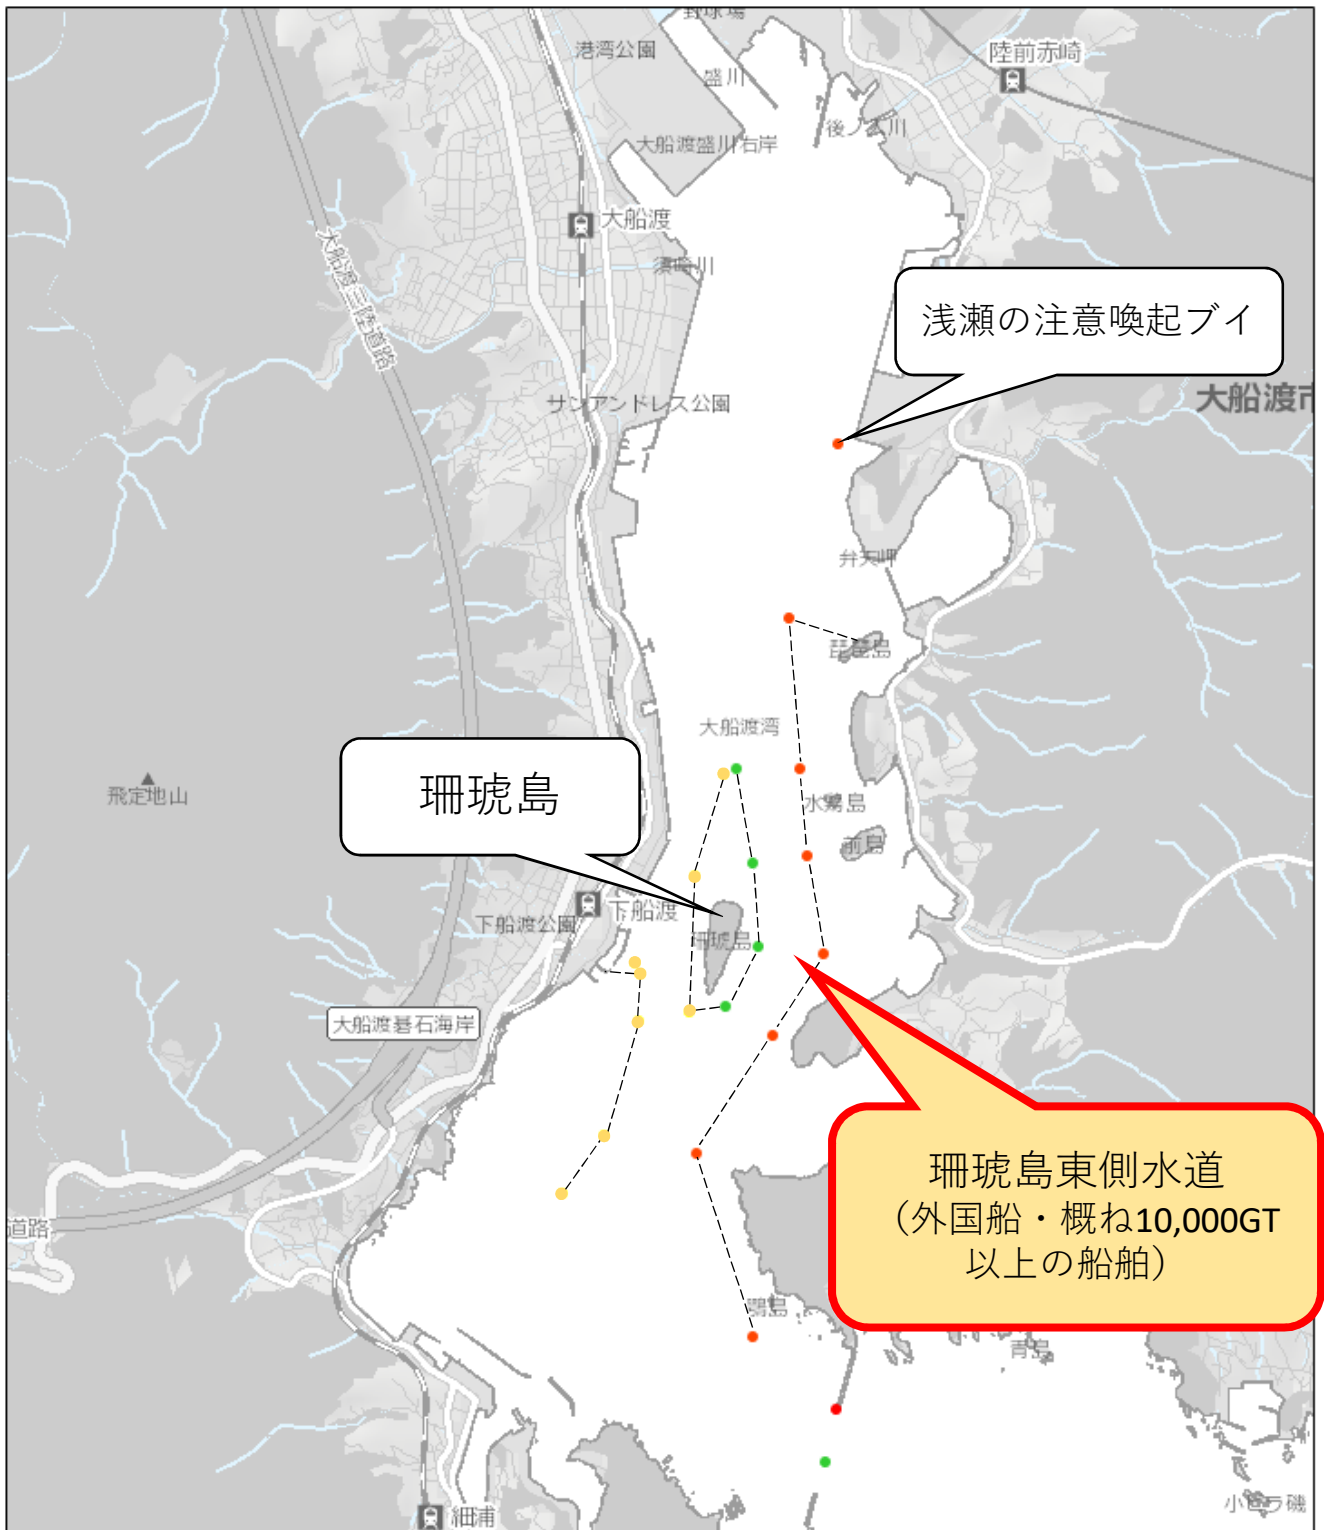 野球場
港湾公園
陸前赤崎
盛川
後ノ入川
大船渡盛川右岸
大船渡
大船渡三陸道路
須崎川
浅瀬の注意喚起ブイ
大船渡市
サンアンドレス公園
弁天岬
琵琶島
大船渡湾
珊琥島
飛定地山
前島
下船渡
下船渡公園
珊琥島
大船渡碁石海岸
珊琥島東側水道
（外国船・概ね10,000GT
以上の船舶）
道路
青島
細浦